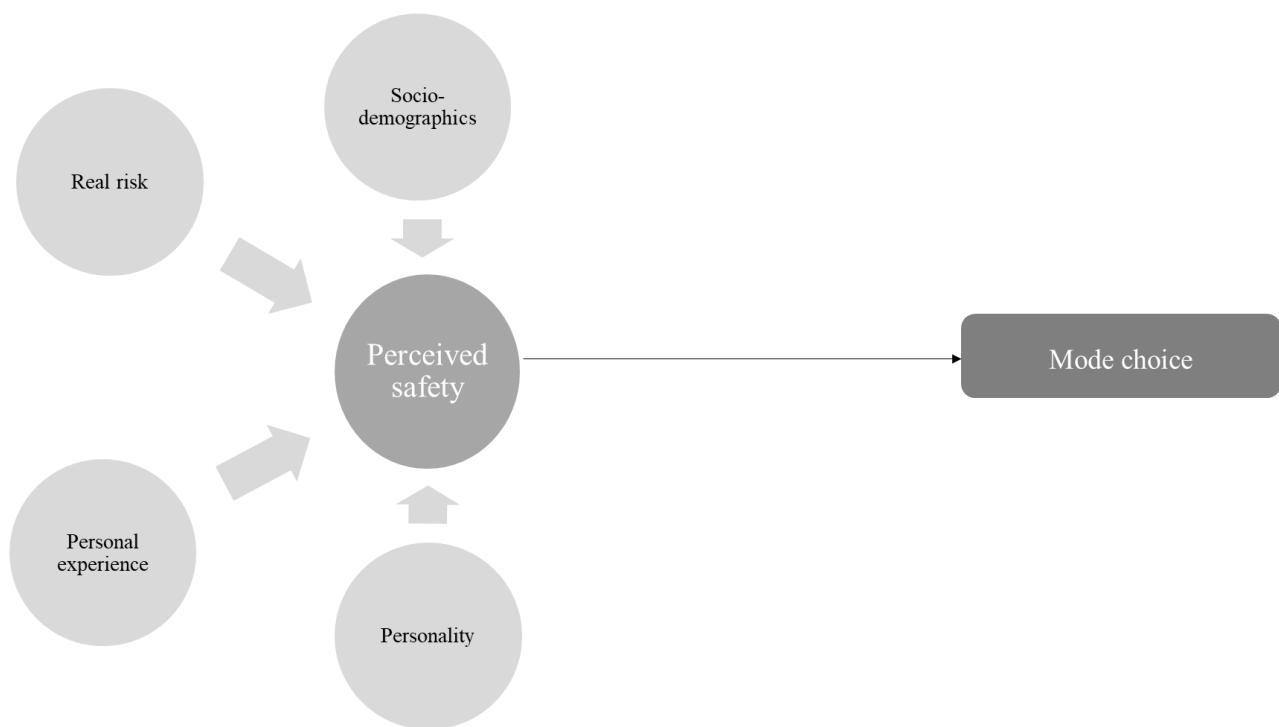 Socio-
demographics
Real risk
Perceived
safety
Mode choice
Personal
experience
Personality